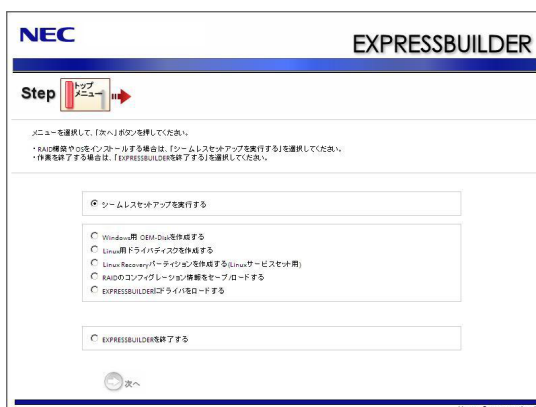 NEC
EXPRESSBUILDER
Step
トップ
メニュー
メニューを選択して、「次へ」ボタンを押してください。
・RAID構築やOSをインストールする場合は、「シームレスセットアップを実行する」を選択してください。
・作業を終了する場合は、「EXPRESSBUILDERを終了する」を選択してください。
シームレスセットアップを実行する
Windows用 OEM-Diskを作成する
Linux用ドライバディスクを作成する
Linux Recoveryパーティションを作成する(Linuxサービスセット用)
RAIDのコンフィグレーション情報をセーブ/ロードする
EXPRESSBUILDERにドライバをロードする
EXPRESSBUILDERを終了する
次へ